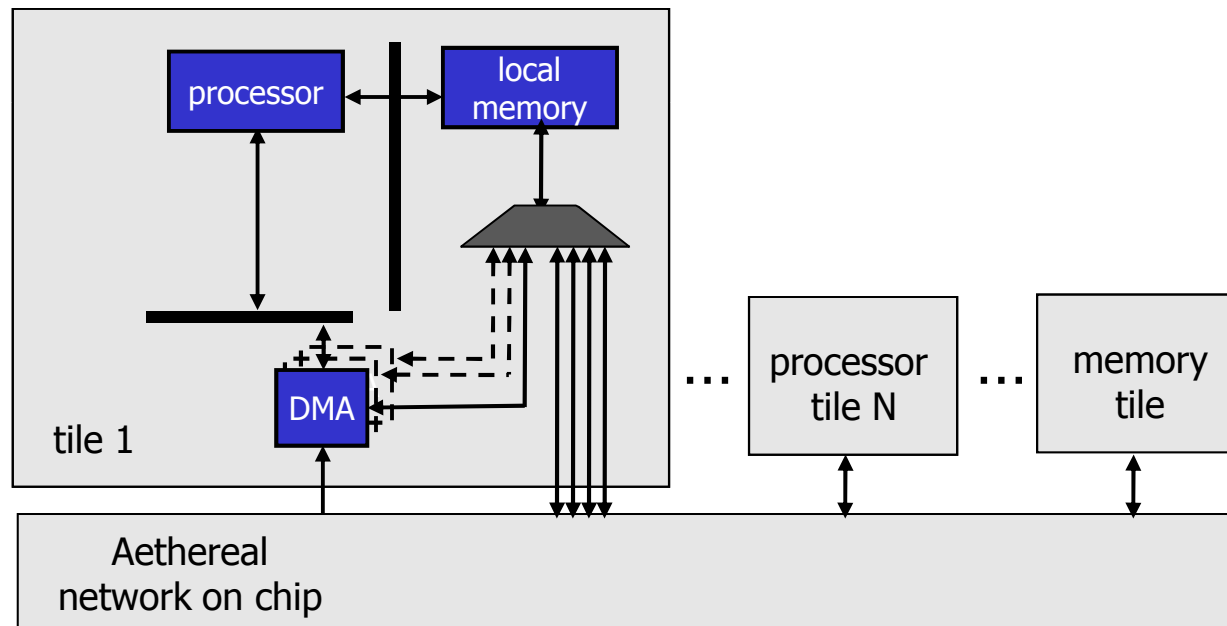 processor
local
memory
DMA
tile 1
...
processor
tile N
...
memory
tile
Aethereal
network on chip